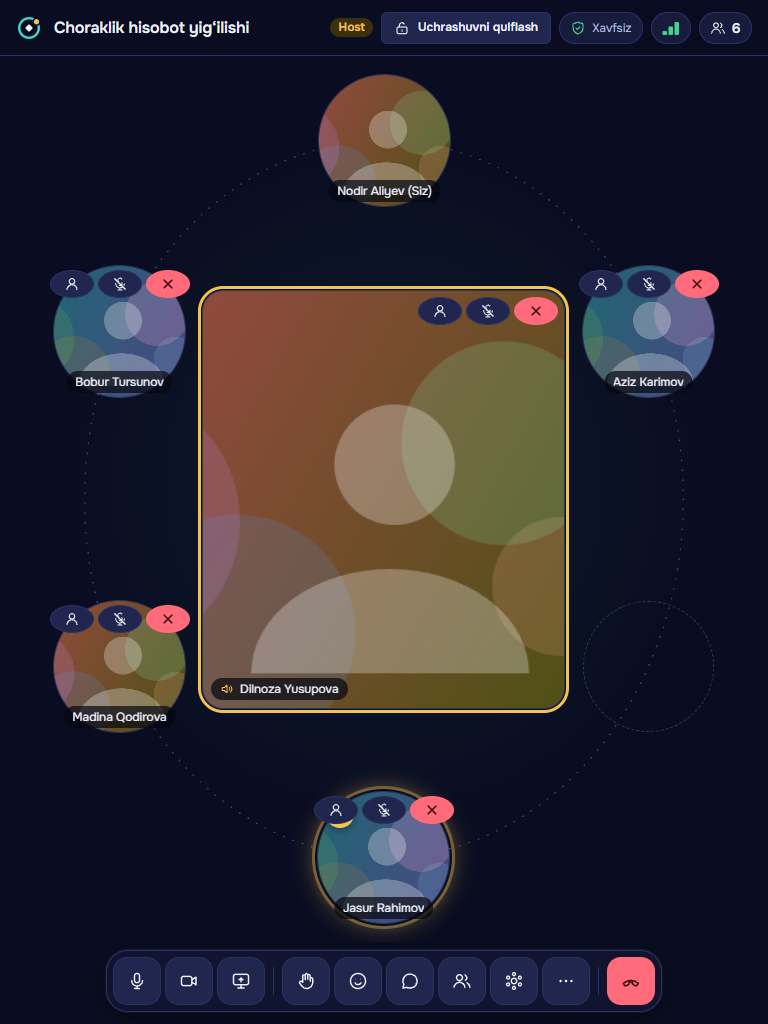 Choraklik hisobot yig‘ilishi
Host
Uchrashuvni qulflash
Xavfsiz
6
Nodir Aliyev (Siz)
Bobur Tursunov
Aziz Karimov
Dilnoza Yusupova
Madina Qodirova
Jasur Rahimov